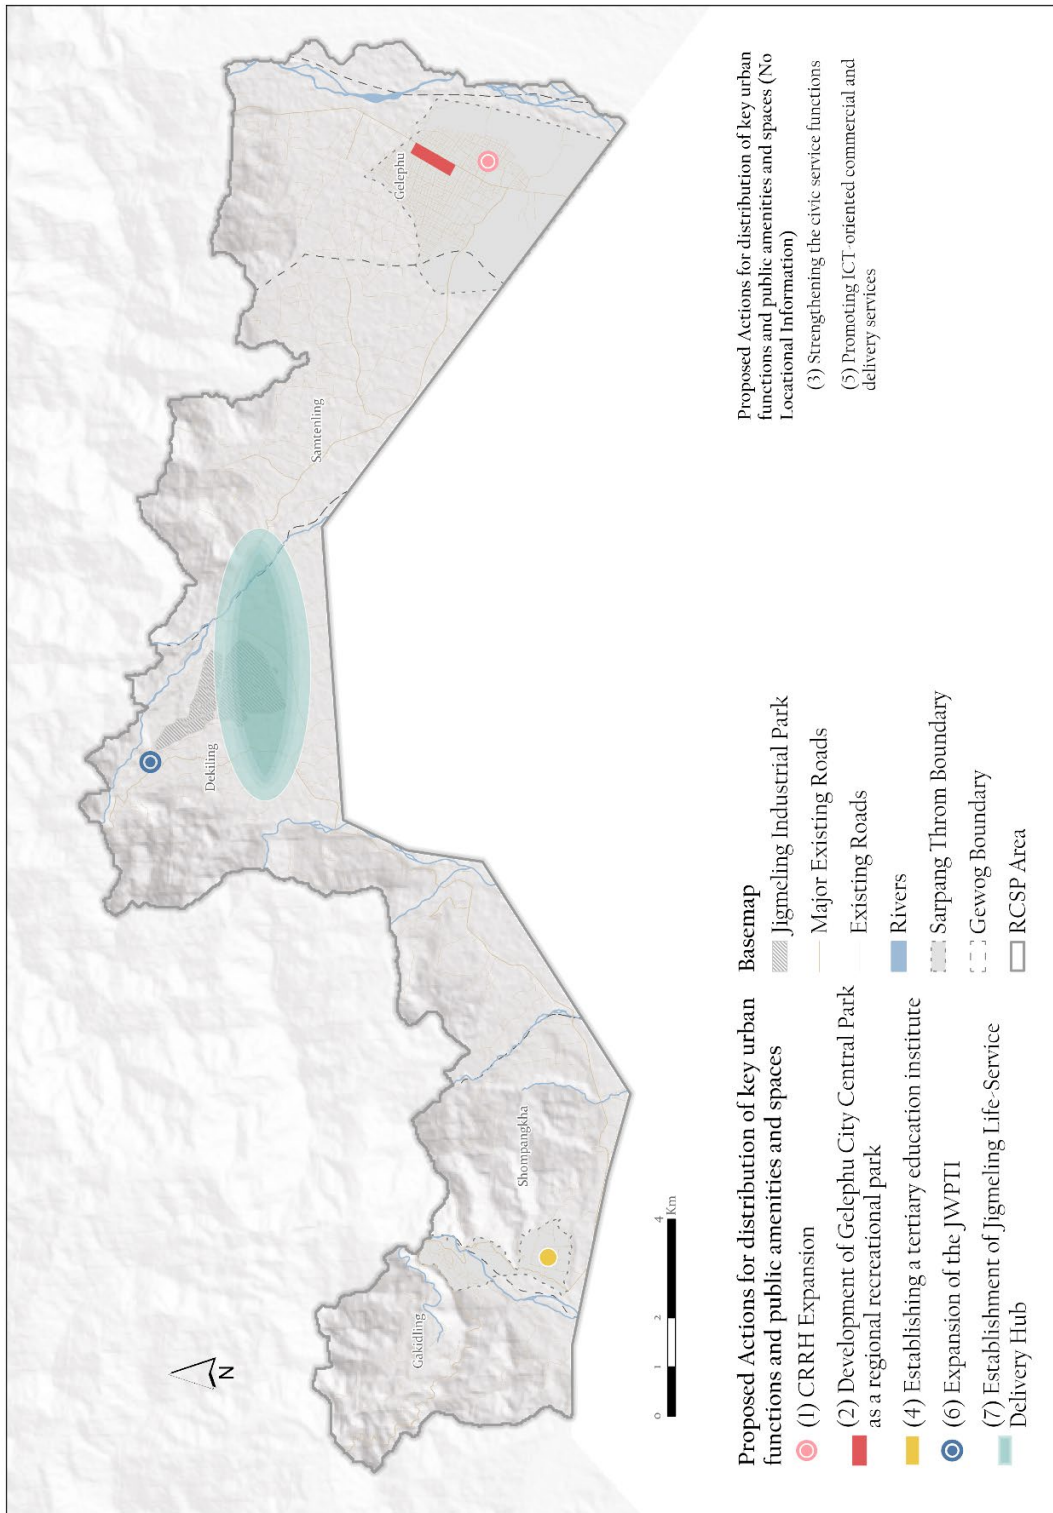 Gakidling
Shompangkha
Dekiling
Samtenling
Gelephu
N
0 1 2 4
Km
Proposed Actions for distribution of key urban
functions and public amenities and spaces
(1) CRRH Expansion
(2) Development of Gelephu City Central Park
as a regional recreational park
(4) Establishing a tertiary education institute
(6) Expansion of the JWPTI
(7) Establishment of Jigmeling Life-Service
Delivery Hub
Basemap
Jigmeling Industrial Park
Major Existing Roads
Existing Roads
Rivers
Sarpang Throm Boundary
Gewog Boundary
RCSP Area
Proposed Actions for distribution of key urban
functions and public amenities and spaces (No
Locational Information)
(3) Strengthening the civic service functions
(5) Promoting ICT-oriented commercial and
delivery services